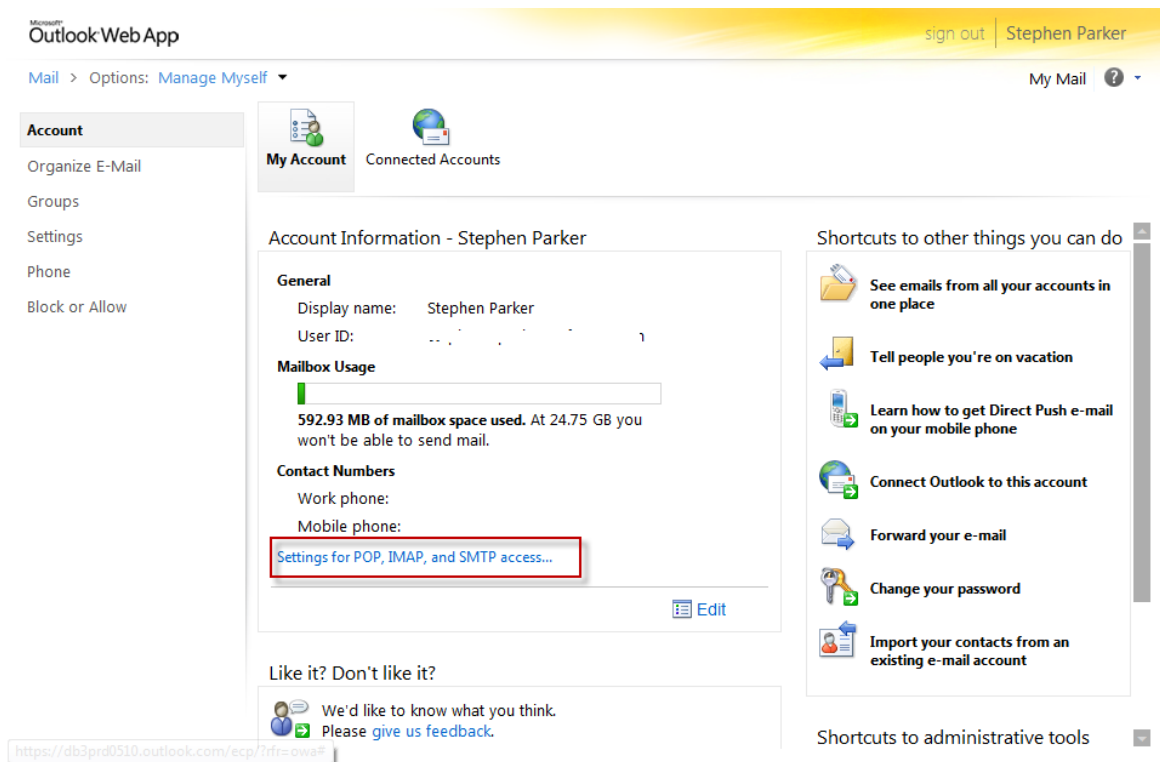 Microsoft
Outlook Web App
sign out
Stephen Parker
Mail > Options: Manage Myself
My Mail
Account
Organize E-Mail
Groups
Settings
Phone
Block or Allow
My Account
Connected Accounts
Account Information - Stephen Parker
General
Display name: Stephen Parker
User ID:
Mailbox Usage
592.93 MB of mailbox space used. At 24.75 GB you
won't be able to send mail.
Contact Numbers
Work phone:
Mobile phone:
Settings for POP, IMAP, and SMTP access...
Edit
Like it? Don't like it?
We'd like to know what you think.
Please give us feedback.
Shortcuts to other things you can do
See emails from all your accounts in
one place
Tell people you're on vacation
Learn how to get Direct Push e-mail
on your mobile phone
Connect Outlook to this account
Forward your e-mail
Change your password
Import your contacts from an
existing e-mail account
Shortcuts to administrative tools
https://db3prd0510.outlook.com/ecp/?rfr=owa#